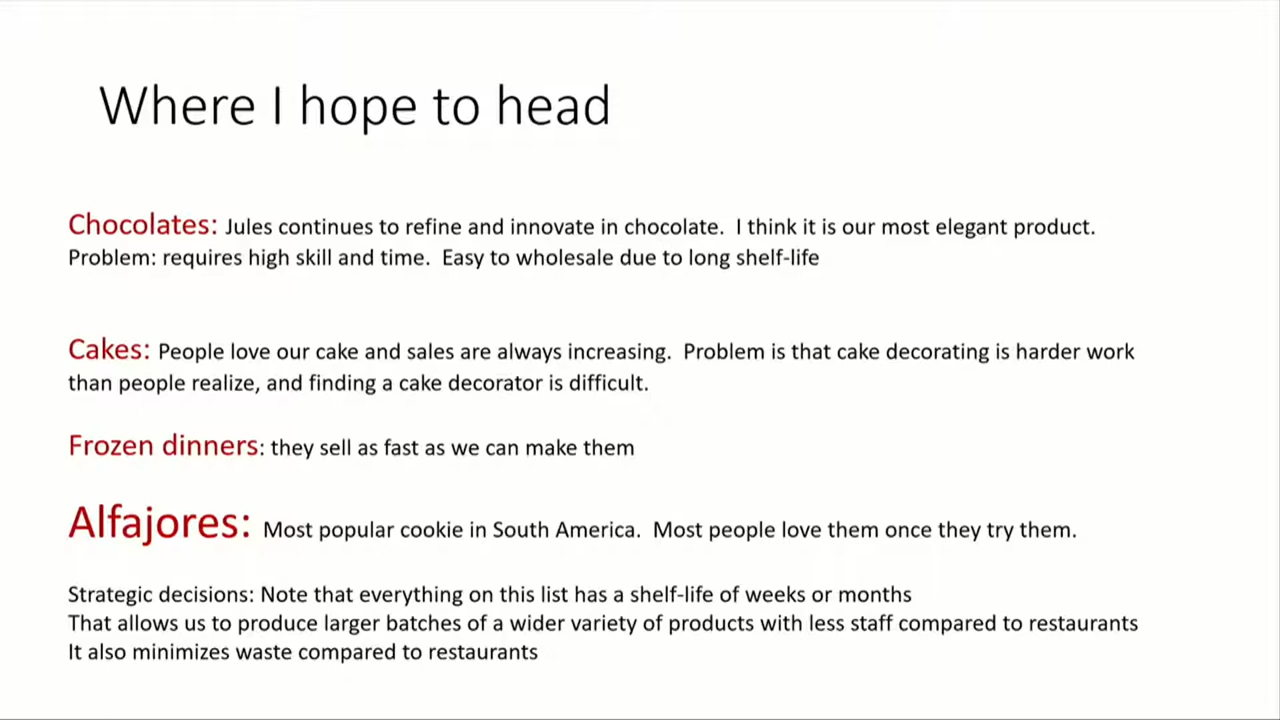 Where I hope to head
Chocolates: Jules continues to refine and innovate in chocolate.  I think it is our most elegant product.
Problem: requires high skill and time.  Easy to wholesale due to long shelf-life
Cakes: People love our cake and sales are always increasing.  Problem is that cake decorating is harder work
than people realize, and finding a cake decorator is difficult.
Frozen dinners: they sell as fast as we can make them
Alfajores: Most popular cookie in South America.  Most people love them once they try them.
Strategic decisions: Note that everything on this list has a shelf-life of weeks or months
That allows us to produce larger batches of a wider variety of products with less staff compared to restaurants
It also minimizes waste compared to restaurants